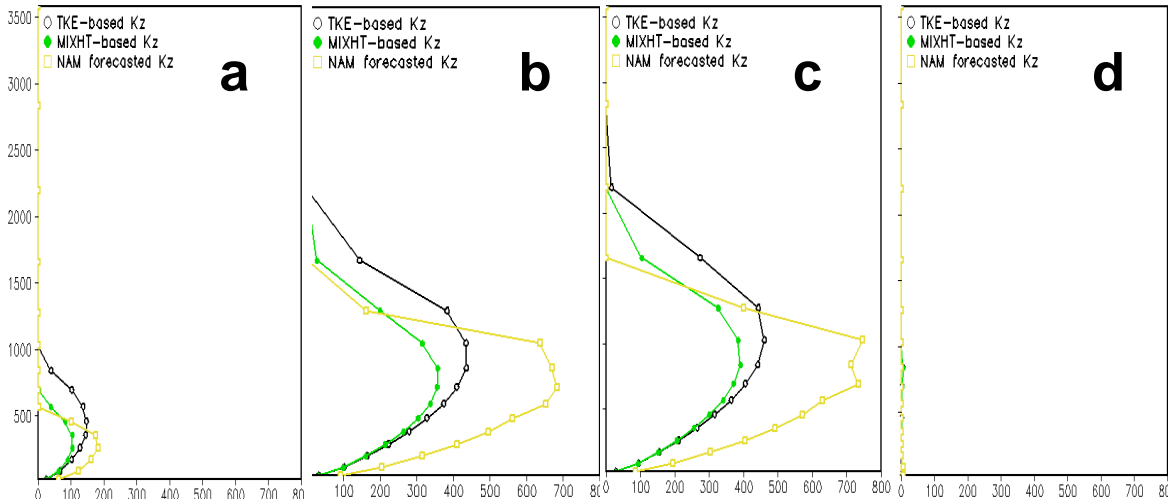 TKE-based Kz
MIXHT-based Kz
NAM forecasted Kz
a
3500
3000
2500
2000
1500
1000
500
0 100 200 300 400 500 600 700 80
TKE-based Kz
MIXHT-based Kz
NAM forecasted Kz
b
100 200 300 400 500 600 700 80
TKE-based Kz
MIXHT-based Kz
NAM forecasted Kz
c
0 100 200 300 400 500 600 700 800
TKE-based Kz
MIXHT-based Kz
NAM forecasted Kz
d
0 100 200 300 400 500 600 700 800